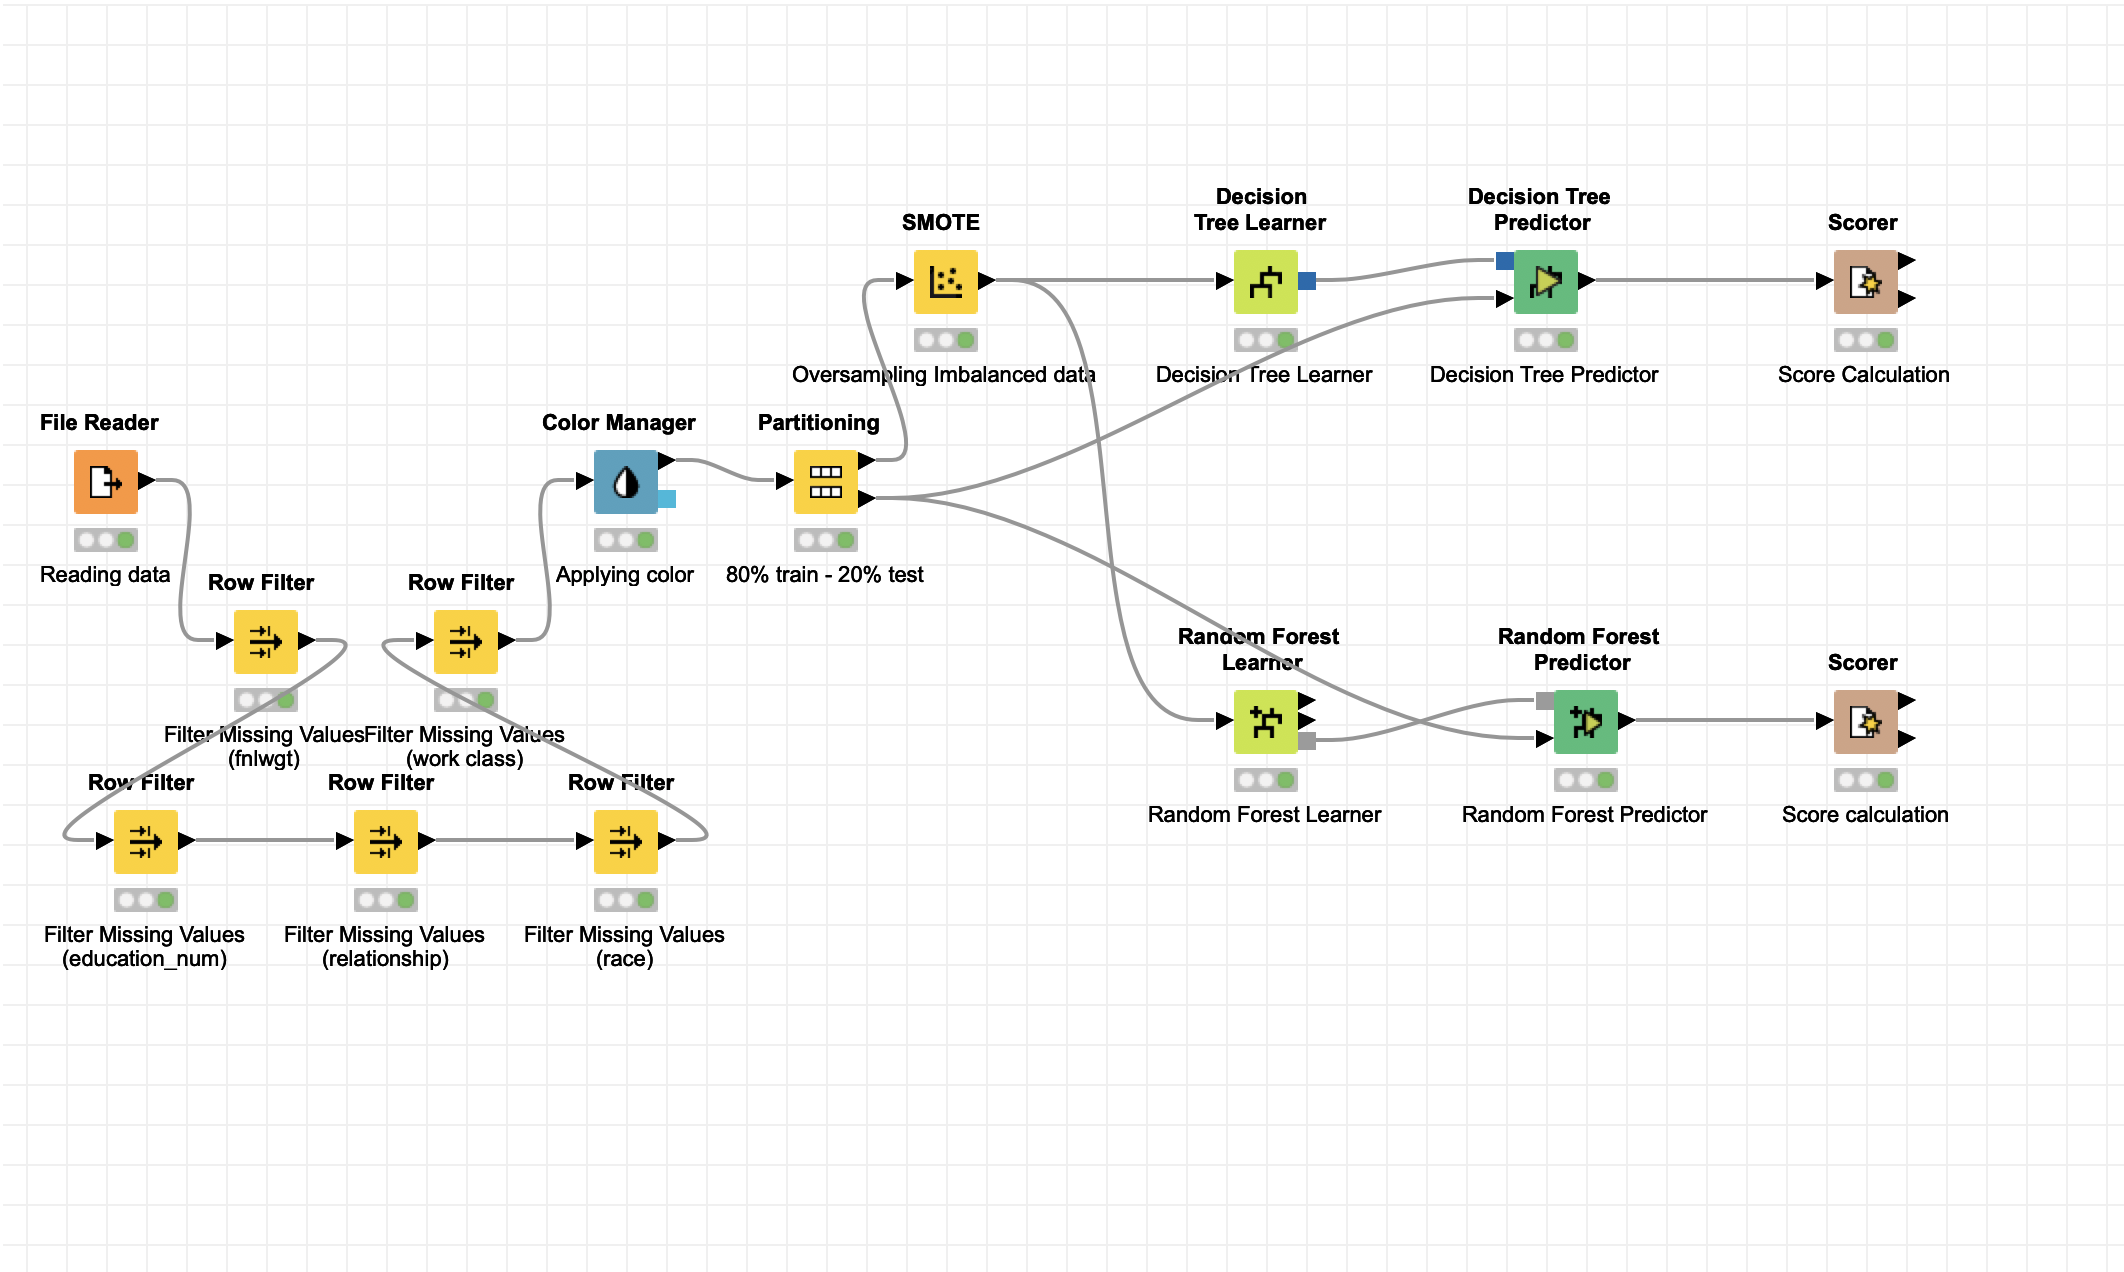 SMOTE
Oversampling Imbalanced data
Decision
Tree Learner
Decision Tree Learner
Decision Tree
Predictor
Decision Tree Predictor
Scorer
Score Calculation
File Reader
Reading data
Color Manager
Applying color
Partitioning
80% train - 20% test
Row Filter
Filter Missing Values
(fnlwgt)
Row Filter
Filter Missing Values
(work class)
Random Forest
Learner
Random Forest Learner
Random Forest
Predictor
Random Forest Predictor
Scorer
Score calculation
Row Filter
Filter Missing Values
(education_num)
Row Filter
Filter Missing Values
(relationship)
Row Filter
Filter Missing Values
(race)